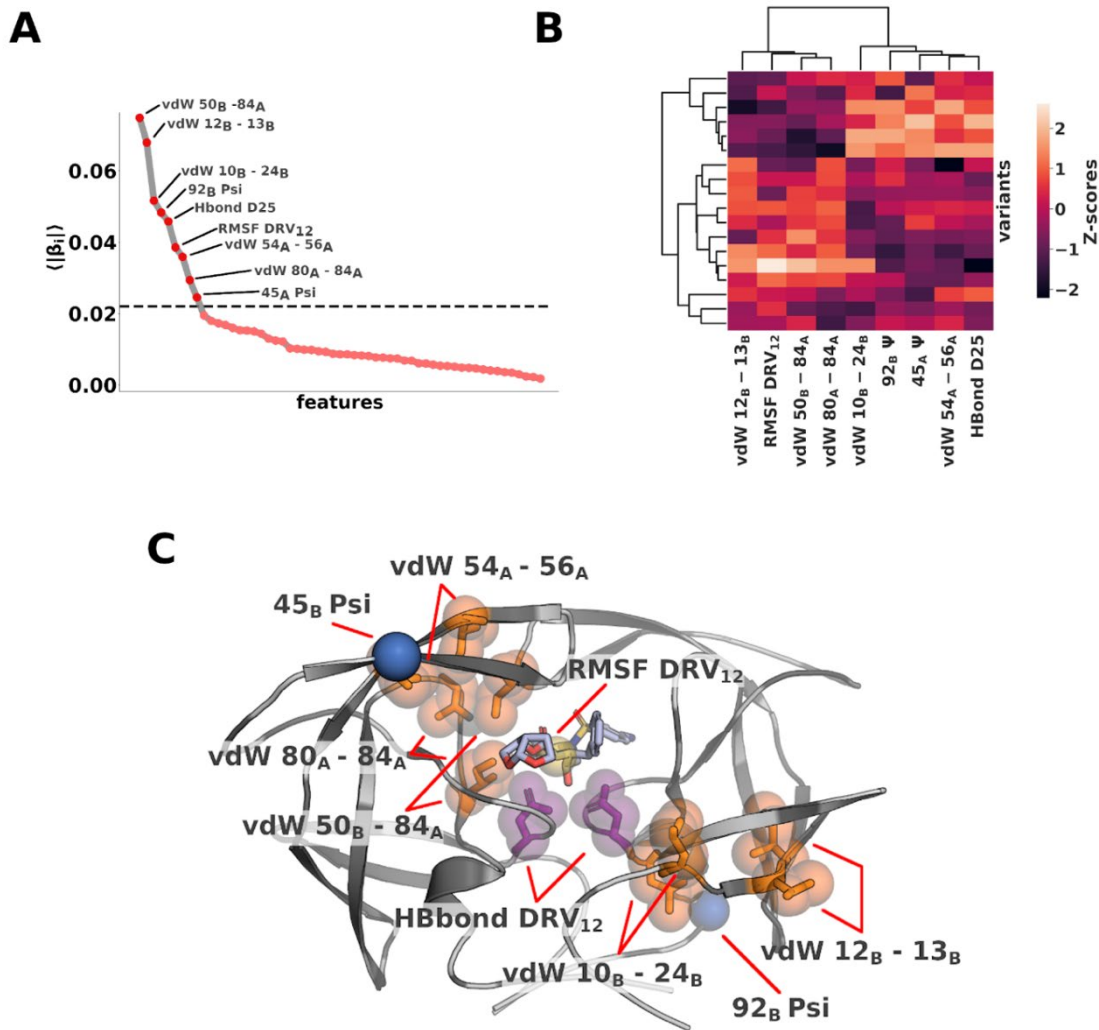 A
vdW 50B -84A
vdW 12B - 13B
vdW 10B - 24B
92B Psi
Hbond D25
RMSF DRV12
vdW 54A - 56A
vdW 80A - 84A
45A Psi
0.06
0.04
0.02
0.00
⟨|βi|⟩
features
B
variants
2
1
0
−1
−2
Z-scores
vdW 12B − 13B
RMSF DRV12
vdW 50B − 84A
vdW 80A − 84A
vdW 10B − 24B
92B Ψ
45A Ψ
vdW 54A − 56A
HBond D25
C
vdW 54A - 56A
45B Psi
RMSF DRV12
vdW 80A - 84A
vdW 50B - 84A
HBbond DRV12
vdW 10B - 24B
vdW 12B - 13B
92B Psi